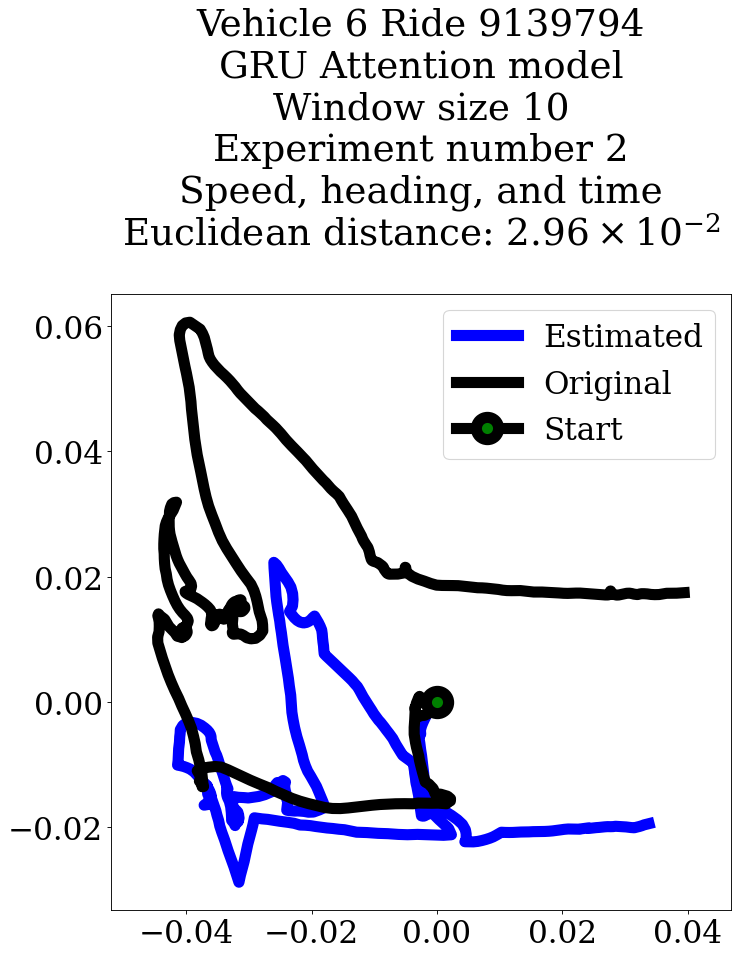 Vehicle 6 Ride 9139794
GRU Attention model
Window size 10
Experiment number 2
Speed, heading, and time
Euclidean distance: 2.96 × 10⁻²
Estimated
Original
Start
0.06
0.04
0.02
0.00
−0.02
−0.04 −0.02 0.00 0.02 0.04